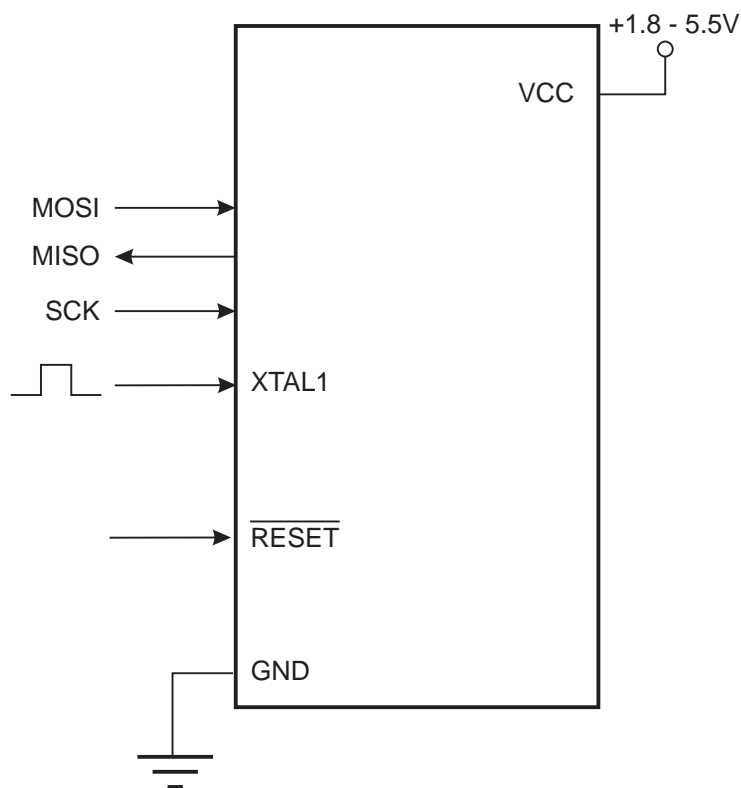 +1.8 - 5.5V
VCC
MOSI
MISO
SCK
XTAL1
RESET
GND